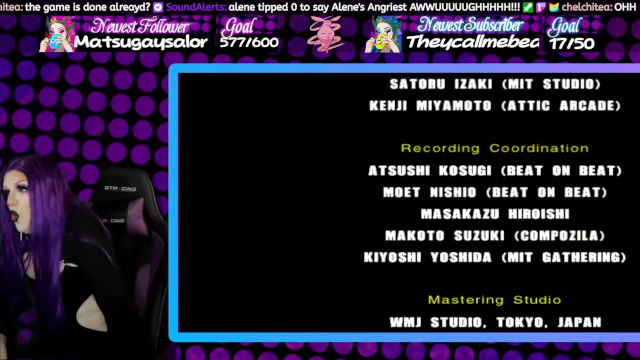 hitea: the game is done alreayd? SoundAlerts: alene tipped 0 to say Alene's Angriest AWWUUUUGHHHHH!!! chelchitea: OHH
Newest Follower
Matsugaysalor
Goal
577/600
Newest Subscriber
Theycallmebea
Goal
17/50
SATORU IZAKI (MIT STUDIO)
KENJI MIYAMOTO (ATTIC ARCADE)
Recording Coordination
ATSUSHI KOSUGI (BEAT ON BEAT)
MOET NISHIO (BEAT ON BEAT)
MASAKAZU HIROISHI
MAKOTO SUZUKI (COMPOZILA)
KIYOSHI YOSHIDA (MIT GATHERING)
Mastering Studio
WMJ STUDIO, TOKYO, JAPAN